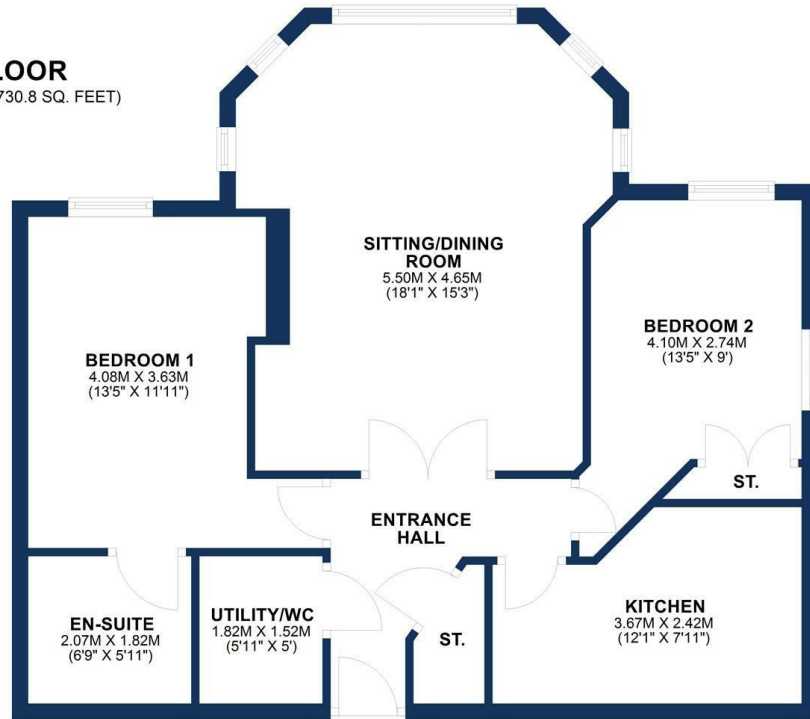 LOOR
730.8 SQ. FEET)
SITTING/DINING
ROOM
5.50M X 4.65M
(18'1" X 15'3")
BEDROOM 1
4.08M X 3.63M
(13'5" X 11'11")
BEDROOM 2
4.10M X 2.74M
(13'5" X 9')
ST.
ENTRANCE
HALL
EN-SUITE
2.07M X 1.82M
(6'9" X 5'11")
UTILITY/WC
1.82M X 1.52M
(5'11" X 5')
ST.
KITCHEN
3.67M X 2.42M
(12'1" X 7'11")